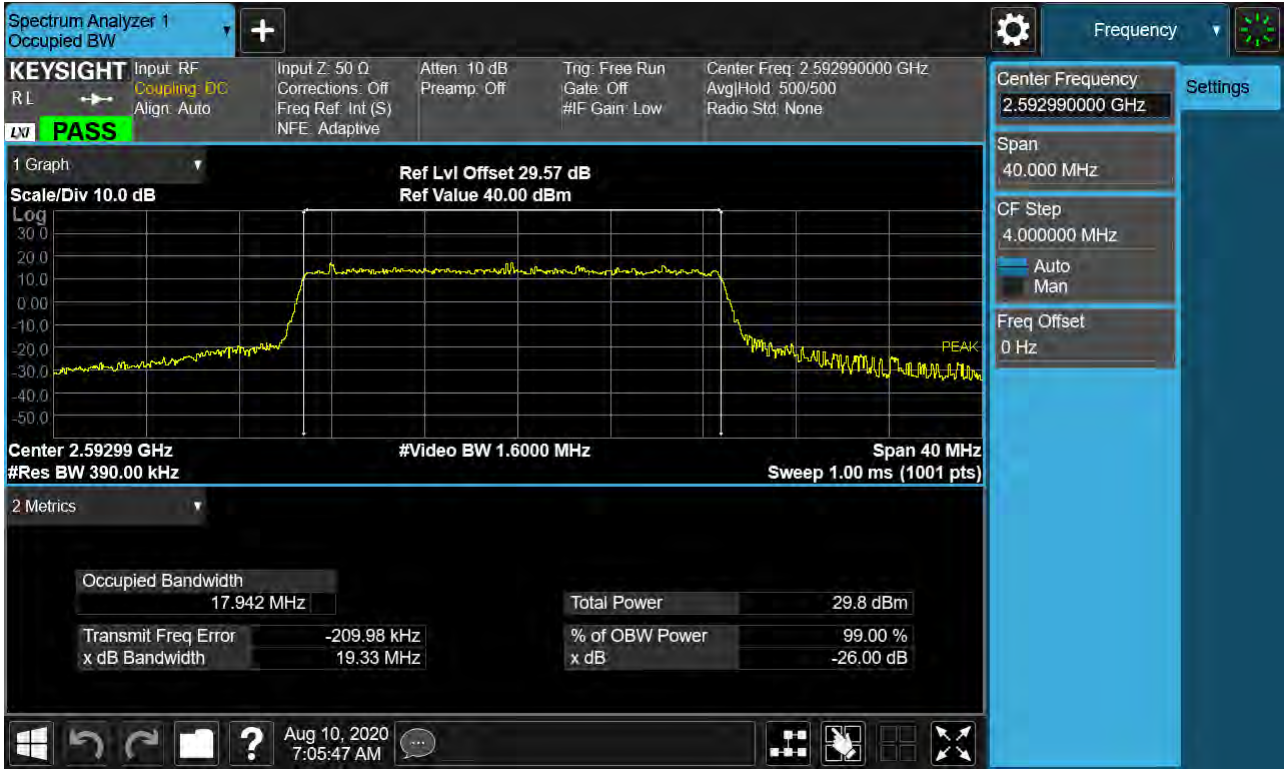 Spectrum Analyzer 1
Occupied BW
Frequency
KEYSIGHT
R L
LXI
PASS
Input: RF
Coupling: DC
Align: Auto
Input Z: 50 Ω
Corrections: Off
Freq Ref: Int (S)
NFE: Adaptive
Atten: 10 dB
Preamp: Off
Trig: Free Run
Gate: Off
#IF Gain: Low
Center Freq: 2.592990000 GHz
Avg|Hold: 500/500
Radio Std: None
Center Frequency
2.592990000 GHz
Settings
Span
40.000 MHz
CF Step
4.000000 MHz
Auto
Man
Freq Offset
0 Hz
1 Graph
Scale/Div 10.0 dB
Ref Lvl Offset 29.57 dB
Ref Value 40.00 dBm
Log
30.0
20.0
10.0
0.00
-10.0
-20.0
-30.0
-40.0
-50.0
PEAK
Center 2.59299 GHz
#Video BW 1.6000 MHz
Span 40 MHz
#Res BW 390.00 kHz
Sweep 1.00 ms (1001 pts)
2 Metrics
Occupied Bandwidth
17.942 MHz
Total Power 29.8 dBm
Transmit Freq Error -209.98 kHz
% of OBW Power 99.00 %
x dB Bandwidth 19.33 MHz
x dB -26.00 dB
?
Aug 10, 2020
7:05:47 AM